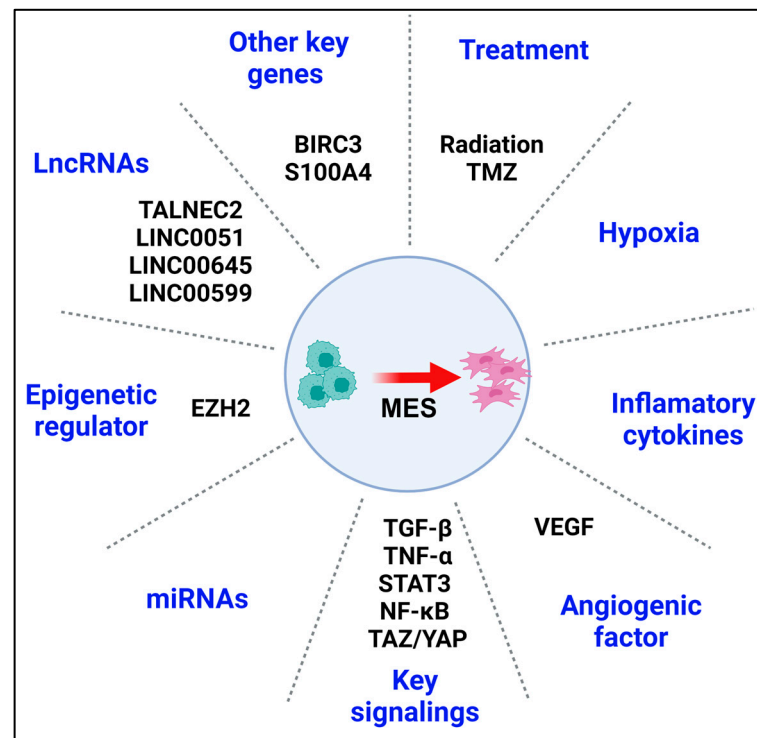 Other key
genes
BIRC3
S100A4
Treatment
Radiation
TMZ
Hypoxia
Inflamatory
cytokines
VEGF
Angiogenic
factor
TGF-β
TNF-α
STAT3
NF-κB
TAZ/YAP
Key
signalings
miRNAs
Epigenetic
regulator
EZH2
LncRNAs
TALNEC2
LINC0051
LINC00645
LINC00599
MES